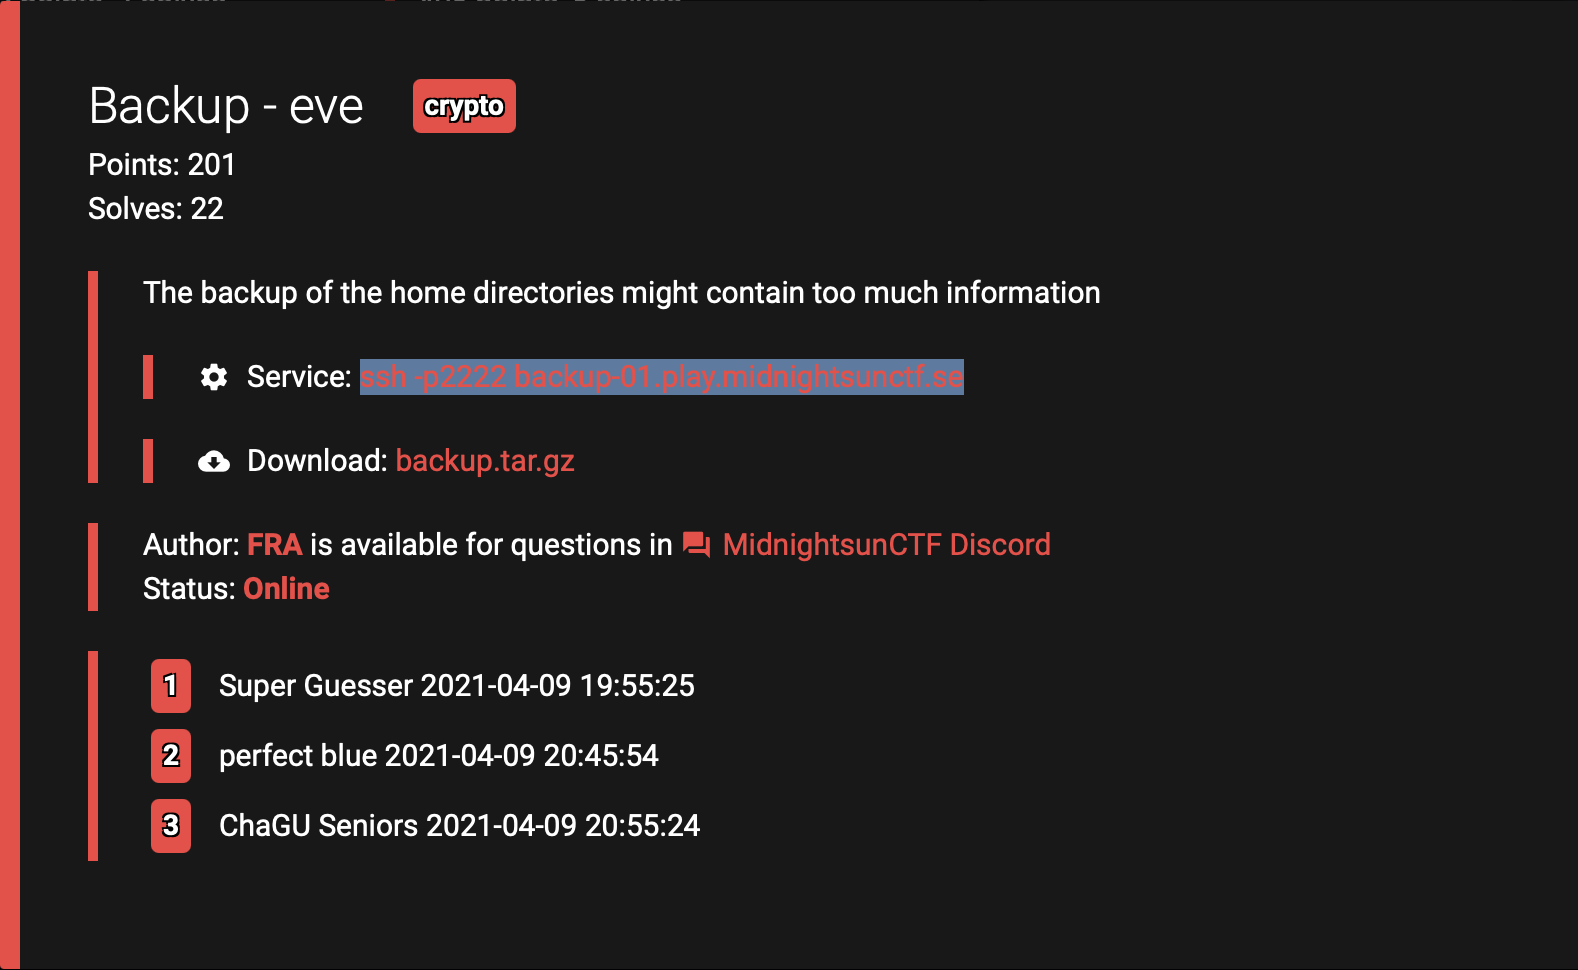 Backup - eve crypto
Points: 201
Solves: 22
The backup of the home directories might contain too much information
Service: ssh -p2222 backup-01.play.midnightsunctf.se
Download: backup.tar.gz
Author: FRA is available for questions in MidnightsunCTF Discord
Status: Online
1 Super Guesser 2021-04-09 19:55:25
2 perfect blue 2021-04-09 20:45:54
3 ChaGU Seniors 2021-04-09 20:55:24